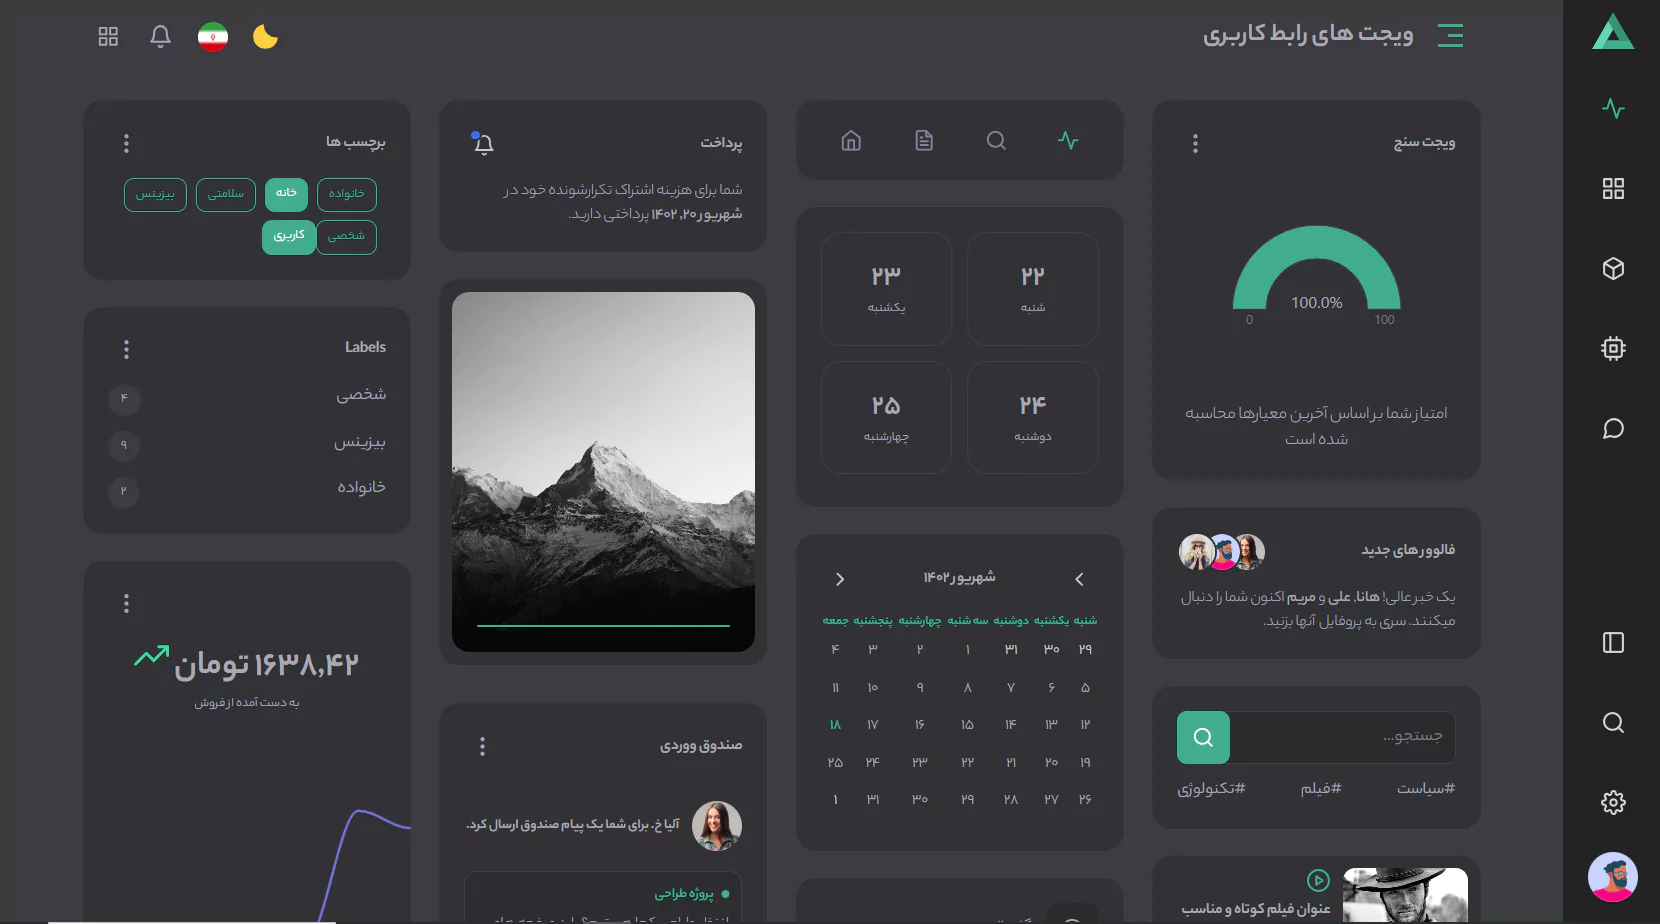 ویجت های رابط کاربری
ویجت سنج
100.0%
0
100
امتیاز شما بر اساس آخرین معیارها محاسبه
شده است
فالوورهای جدید
یک خبر عالی! هانا, علی و مریم اکنون شما را دنبال
میکنند. سری به پروفایل آنها بزنید.
جستجو...
#سیاست
#فیلم
#تکنولوژی
عنوان فیلم کوتاه و مناسب
۲۲
شنبه
۲۳
یکشنبه
۲۴
دوشنبه
۲۵
چهارشنبه
شهریور ۱۴۰۲
شنبه یکشنبه دوشنبه سه شنبه چهارشنبه پنجشنبه جمعه
۲۹ ۳۰ ۳۱ ۱ ۲ ۳ ۴
۵ ۶ ۷ ۸ ۹ ۱۰ ۱۱
۱۲ ۱۳ ۱۴ ۱۵ ۱۶ ۱۷ ۱۸
۱۹ ۲۰ ۲۱ ۲۲ ۲۳ ۲۴ ۲۵
۲۶ ۲۷ ۲۸ ۲۹ ۳۰ ۳۱ ۱
پرداخت
شما برای هزینه اشتراک تکرارشونده خود در
شهریور ۲۰, ۱۴۰۲ پرداختی دارید.
صندوق ووردی
آلیا خ. برای شما یک پیام صندوق ارسال کرد.
پروژه طراحی
برچسب ها
خانواده
خانه
سلامتی
بیزینس
شخصی
کاربری
Labels
شخصی
۴
بیزینس
۹
خانواده
۲
۱۶۳۸,۴۲ تومان
به دست آمده از فروش